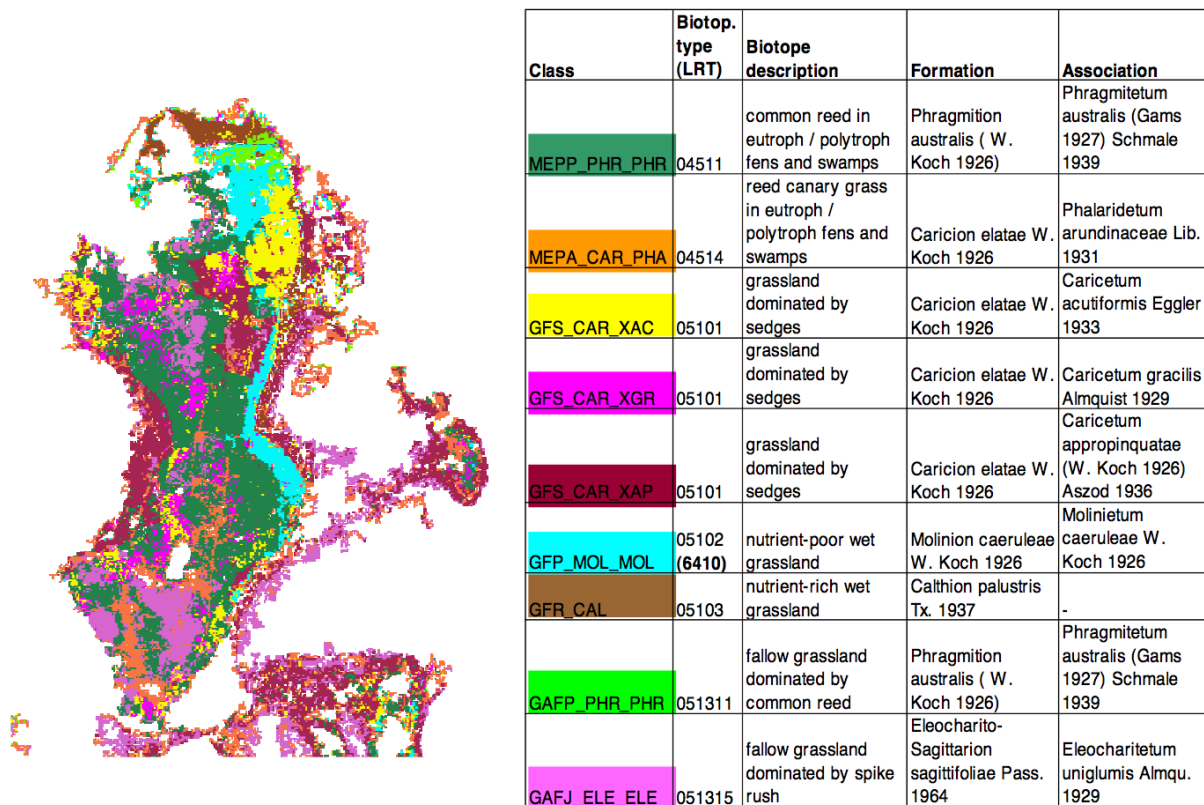 Class
Biotop. type (LRT)
Biotope description
Formation
Association
MEPP_PHR_PHR
04511
common reed in
eutroph / polytroph
fens and swamps
Phragmition
australis ( W.
Koch 1926)
Phragmitetum
australis (Gams
1927) Schmale
1939
MEPA_CAR_PHA
04514
reed canary grass
in eutroph /
polytroph fens and
swamps
Caricion elatae W.
Koch 1926
Phalaridetum
arundinaceae Lib.
1931
GFS_CAR_XAC
05101
grassland
dominated by
sedges
Caricion elatae W.
Koch 1926
Caricetum
acutiformis Eggler
1933
GFS_CAR_XGR
05101
grassland
dominated by
sedges
Caricion elatae W.
Koch 1926
Caricetum gracilis
Almquist 1929
GFS_CAR_XAP
05101
grassland
dominated by
sedges
Caricion elatae W.
Koch 1926
Caricetum
appropinquatae
(W. Koch 1926)
Aszod 1936
GFP_MOL_MOL
05102
(6410)
nutrient-poor wet
grassland
Molinion caeruleae
W. Koch 1926
Molinietum
caeruleae W.
Koch 1926
GFR_CAL
05103
nutrient-rich wet
grassland
Calthion palustris
Tx. 1937
-
GAFP_PHR_PHR
051311
fallow grassland
dominated by
common reed
Phragmition
australis ( W.
Koch 1926)
Phragmitetum
australis (Gams
1927) Schmale
1939
GAFJ_ELE_ELE
051315
fallow grassland
dominated by spike
rush
Eleocharito-
Sagittarion
sagittifoliae Pass.
1964
Eleocharitetum
uniglumis Almqu.
1929